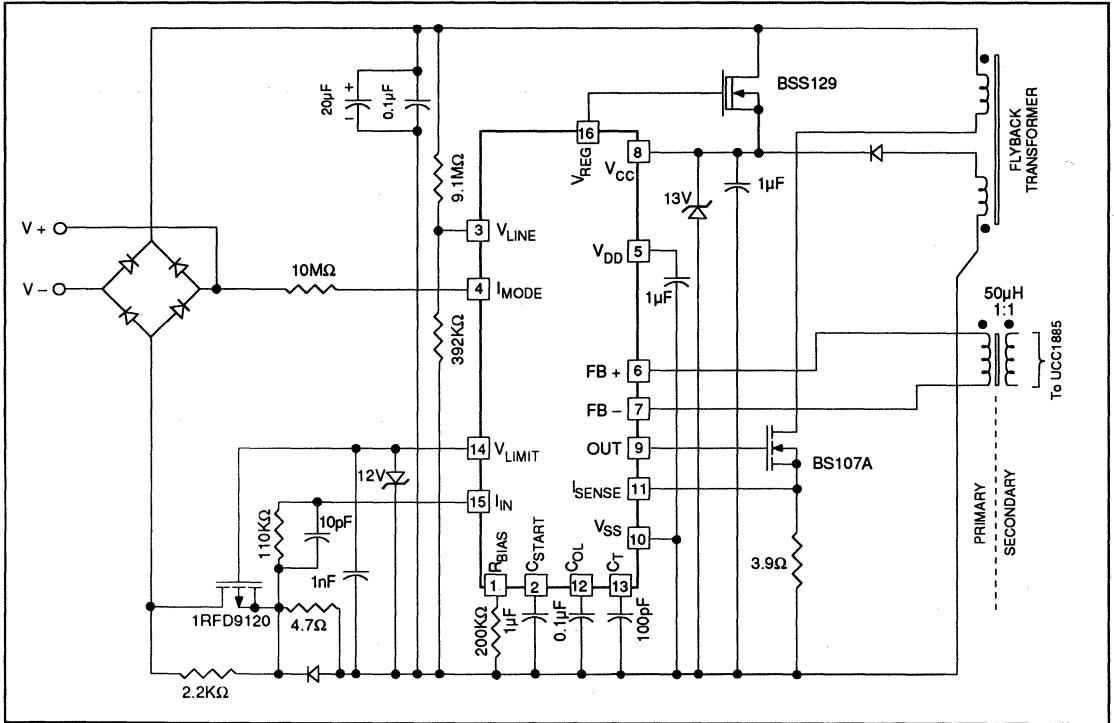 20µF
+
−
0.1µF
BSS129
FLYBACK
TRANSFORMER
16
VREG
8
VCC
9.1MΩ
13V
1µF
V +
3
VLINE
5
VDD
V −
10MΩ
4
IMODE
1µF
50µH
1:1
392KΩ
To UCC1885
6
FB +
7
FB −
14
VLIMIT
9
OUT
BS107A
12V
11
ISENSE
15
IIN
110KΩ
10pF
10
VSS
PRIMARY
SECONDARY
3.9Ω
1nF
RBIAS
CSTART
COL
CT
1
2
12
13
1RFD9120
4.7Ω
200KΩ
1µF
0.1µF
100pF
2.2KΩ